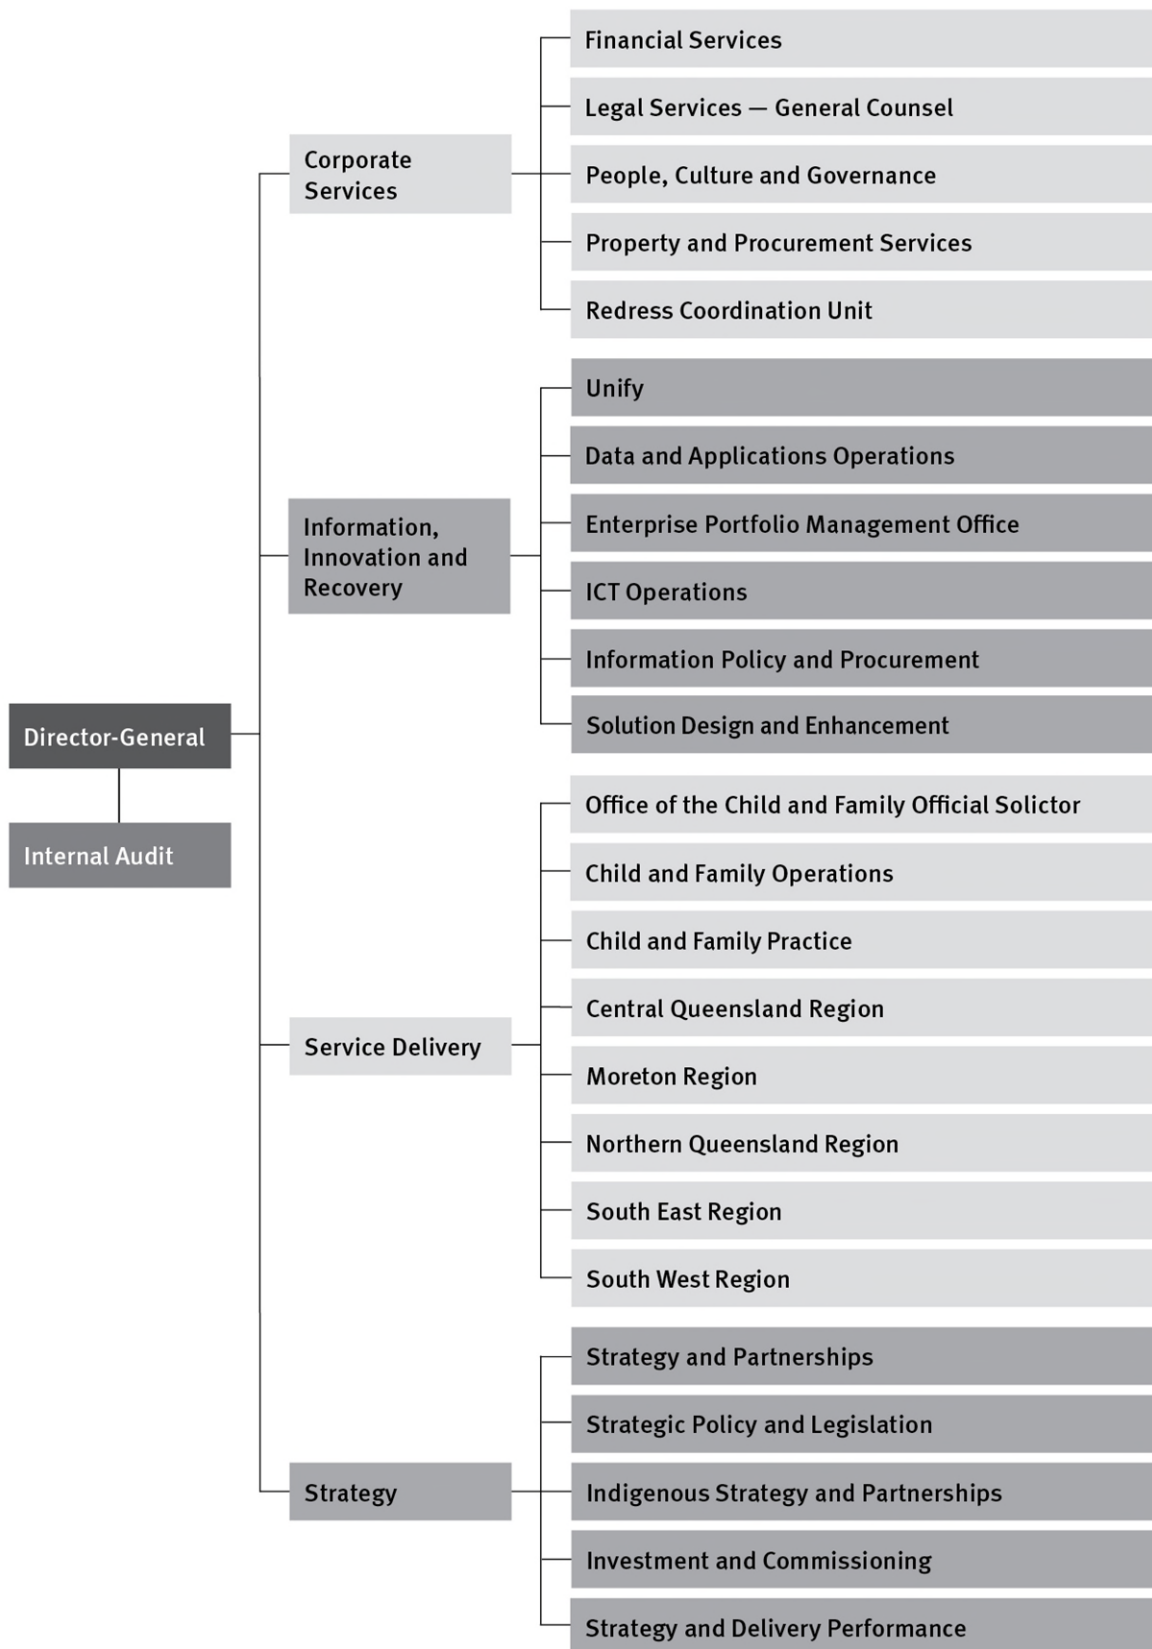 Director-General
Internal Audit
Corporate
Services
Financial Services
Legal Services — General Counsel
People, Culture and Governance
Property and Procurement Services
Redress Coordination Unit
Information,
Innovation and
Recovery
Unify
Data and Applications Operations
Enterprise Portfolio Management Office
ICT Operations
Information Policy and Procurement
Solution Design and Enhancement
Service Delivery
Office of the Child and Family Official Solictor
Child and Family Operations
Child and Family Practice
Central Queensland Region
Moreton Region
Northern Queensland Region
South East Region
South West Region
Strategy
Strategy and Partnerships
Strategic Policy and Legislation
Indigenous Strategy and Partnerships
Investment and Commissioning
Strategy and Delivery Performance